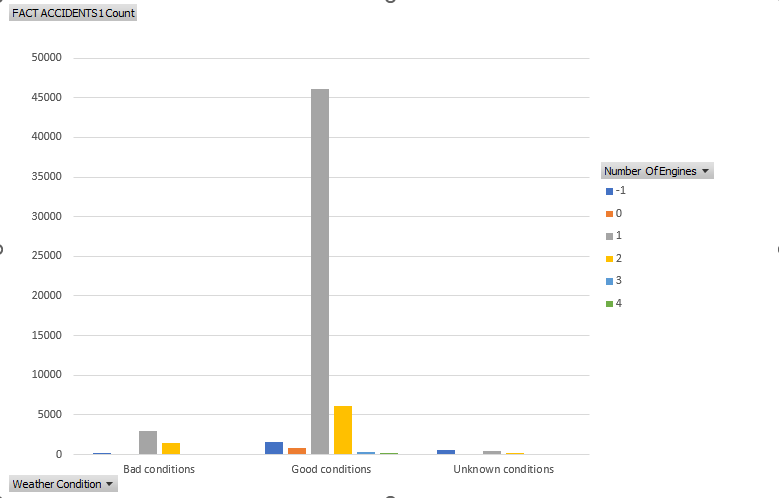 FACT ACCIDENTS1 Count
50000
45000
40000
35000
30000
25000
20000
15000
10000
5000
0
Bad conditions
Good conditions
Unknown conditions
Number Of Engines
-1
0
1
2
3
4
Weather Condition